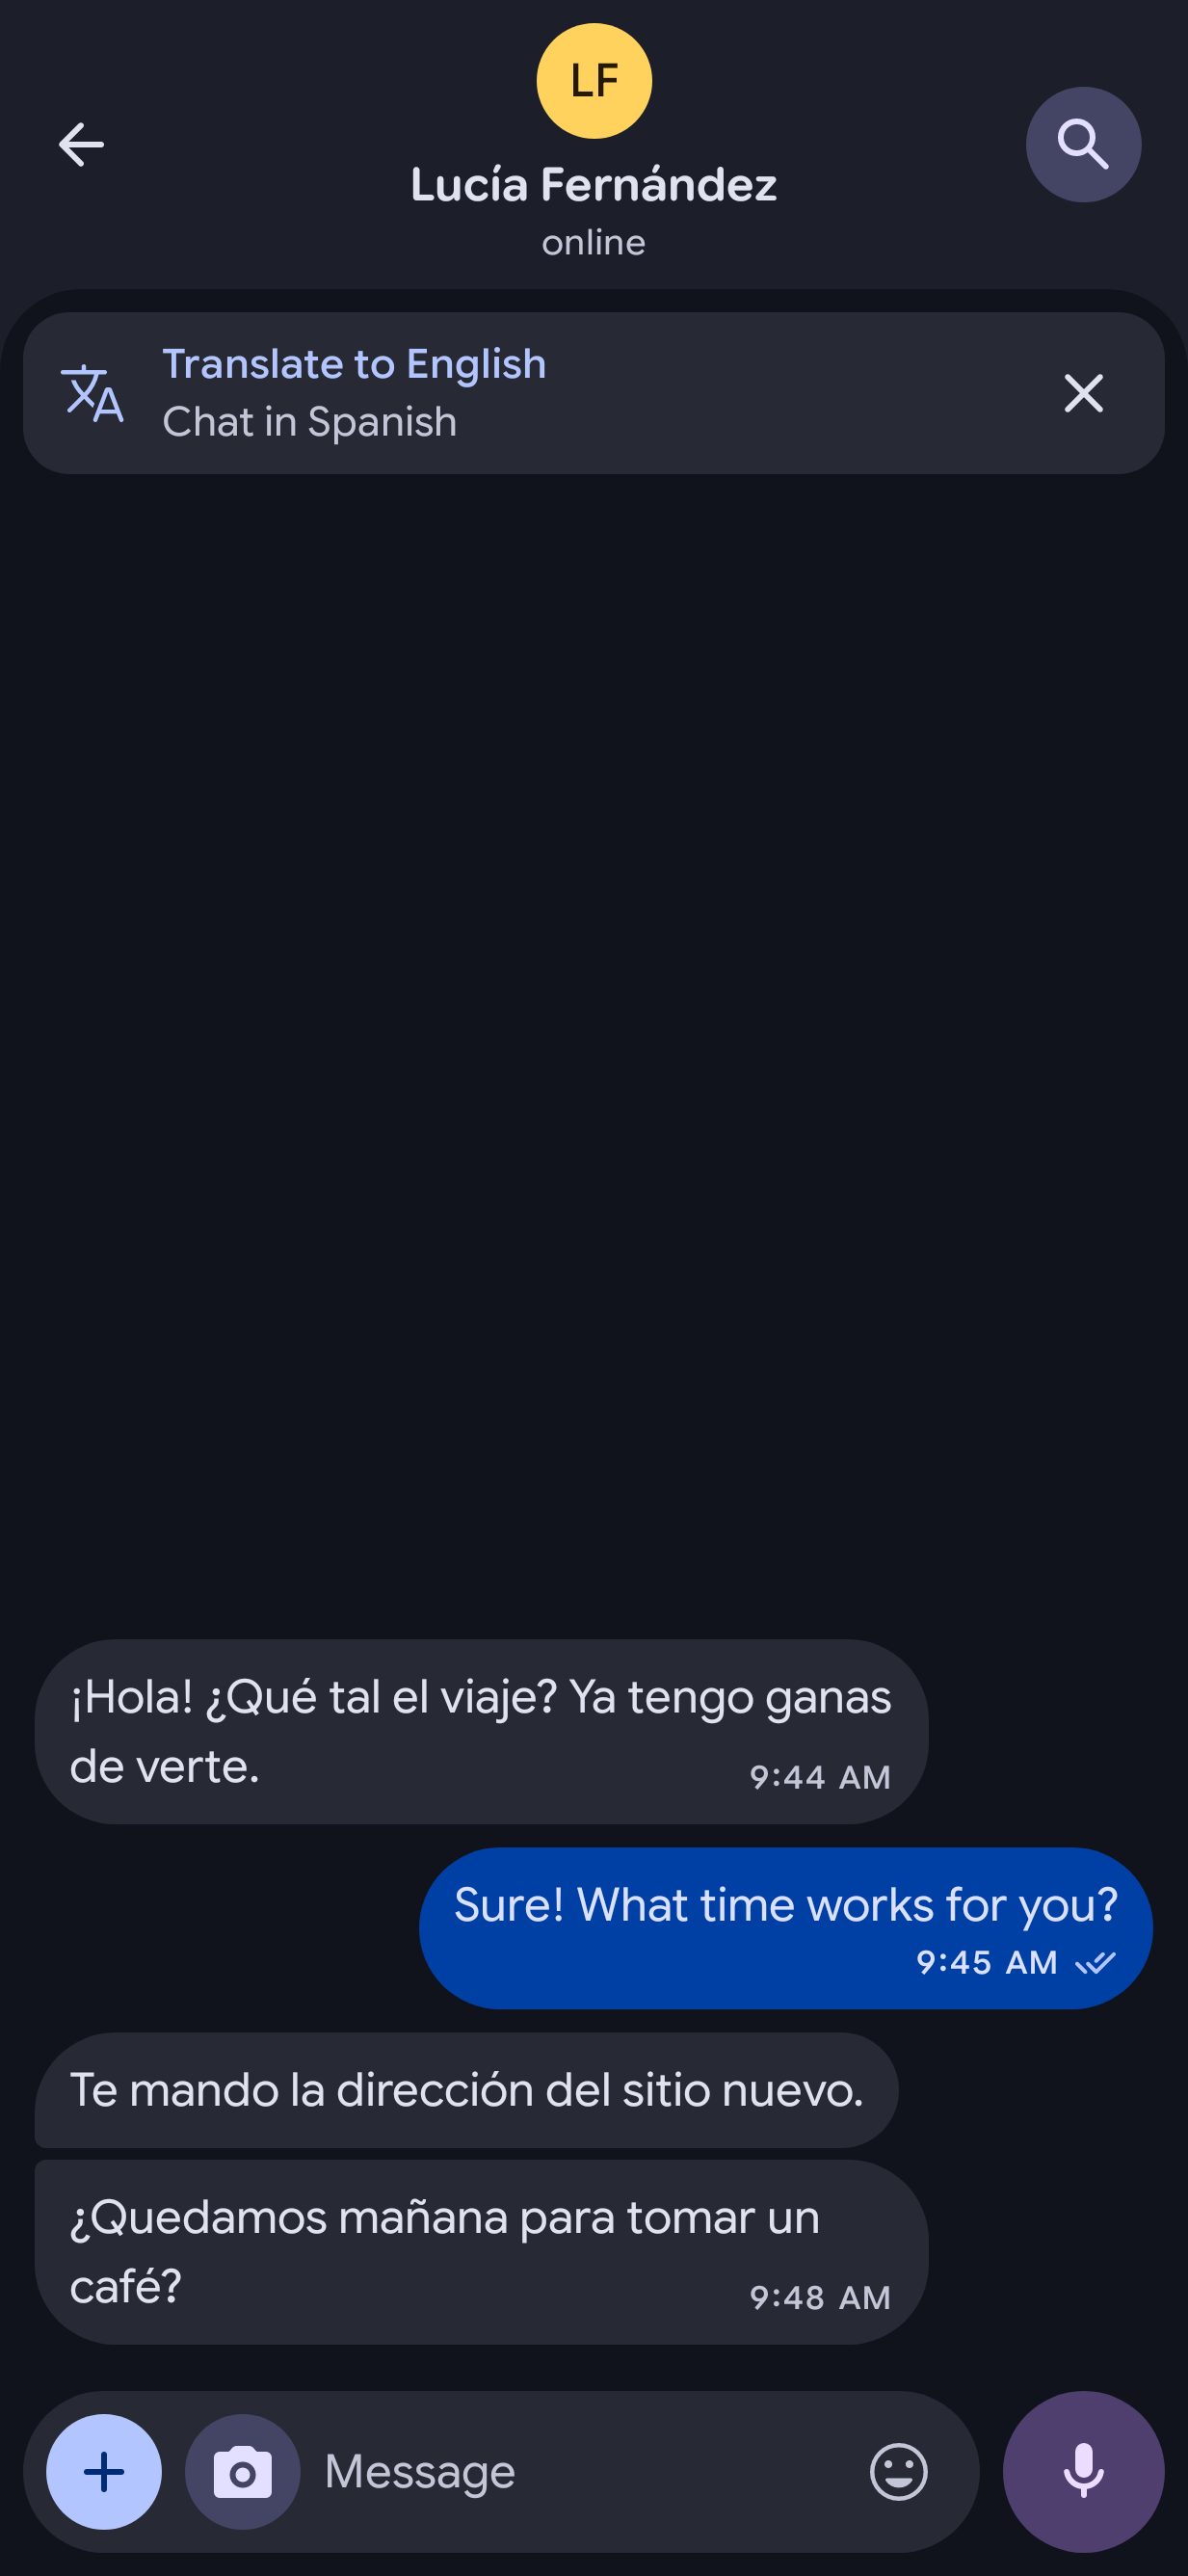 LF
Lucía Fernández
online
Translate to English
Chat in Spanish
¡Hola! ¿Qué tal el viaje? Ya tengo ganas
de verte.
9:44 AM
Sure! What time works for you?
9:45 AM
Te mando la dirección del sitio nuevo.
¿Quedamos mañana para tomar un
café?
9:48 AM
Message